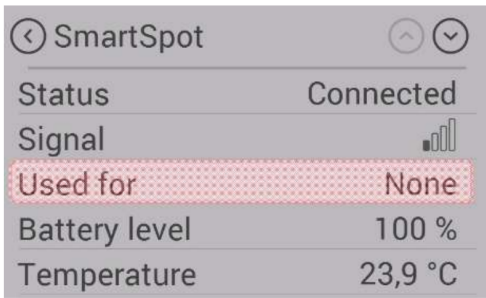 SmartSpot
Status Connected
Signal
Used for None
Battery level 100 %
Temperature 23,9 °C